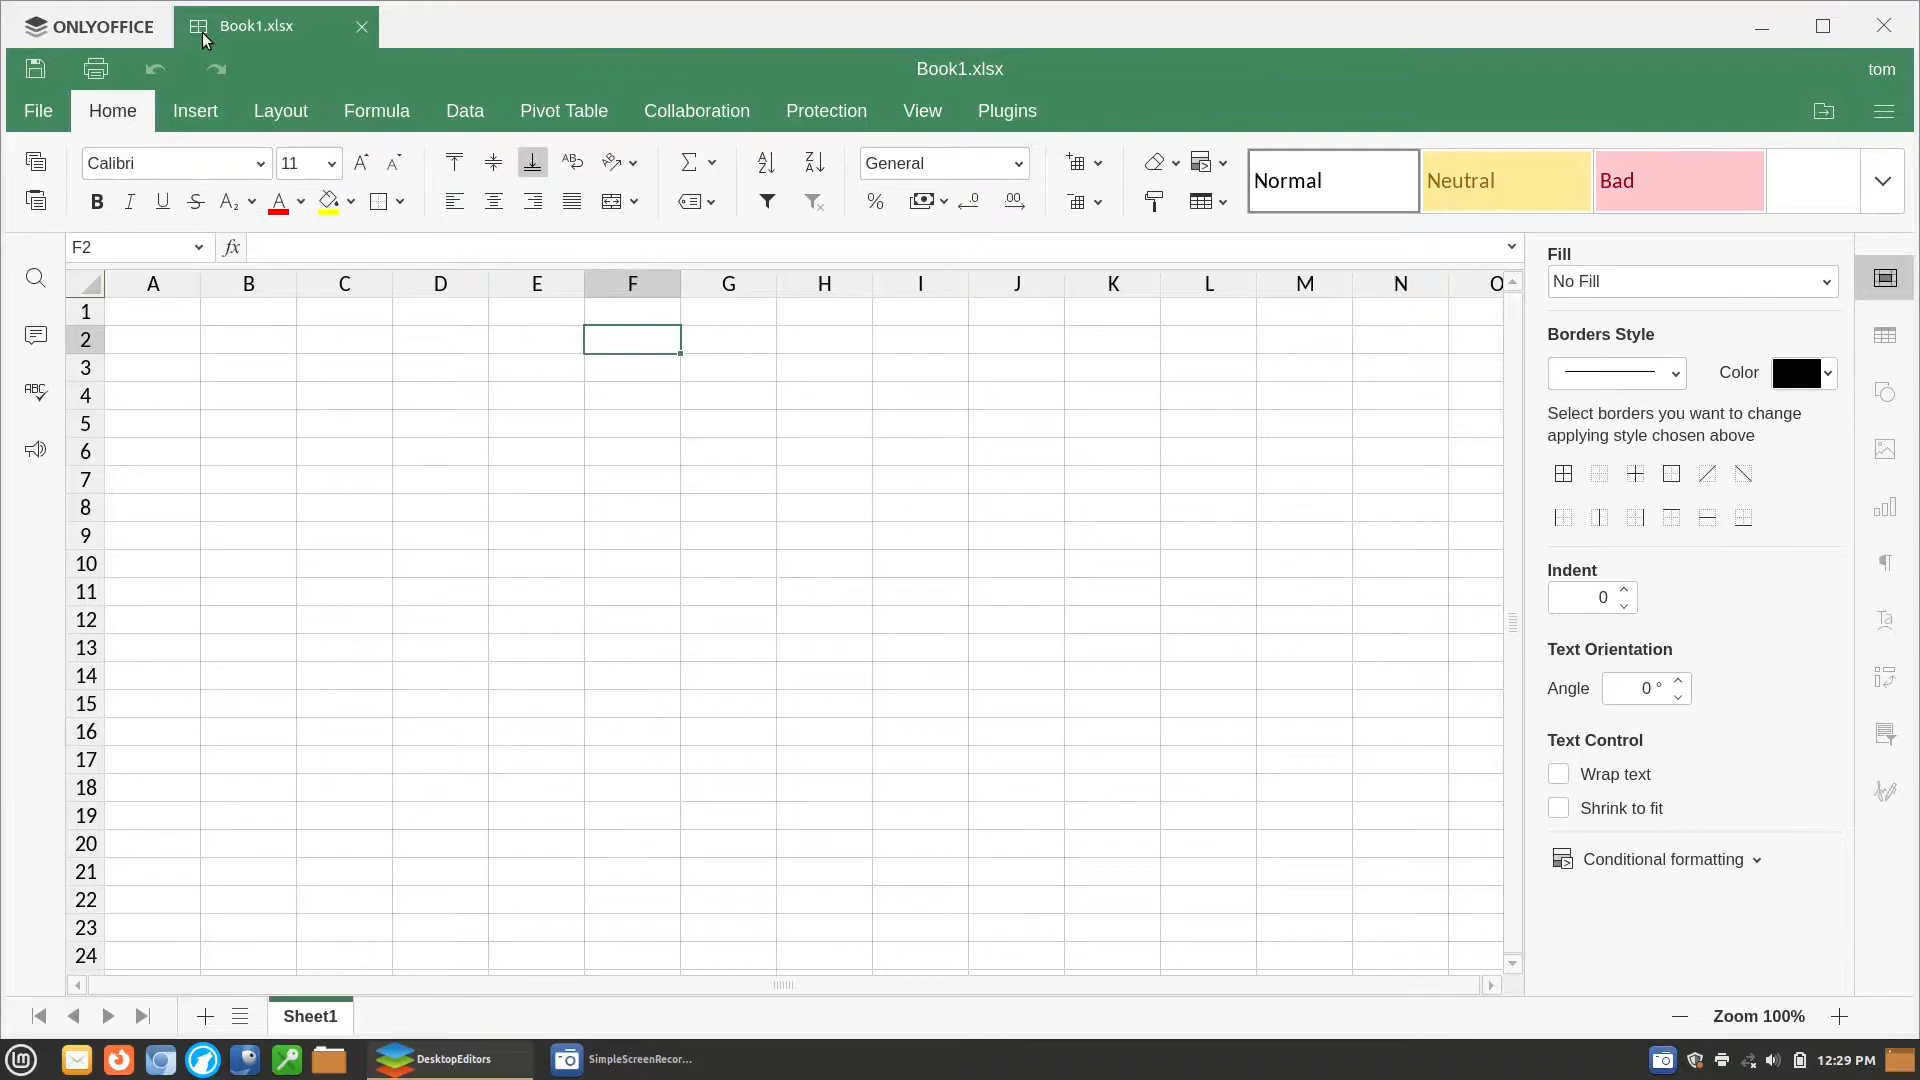 ONLYOFFICE
Book1.xlsx
Book1.xlsx
tom
File Home Insert Layout Formula Data Pivot Table Collaboration Protection View Plugins
Calibri 11 General
Normal Neutral Bad
F2 fx
A B C D E F G H I J K L M N O
1
2
3
4
5
6
7
8
9
10
11
12
13
14
15
16
17
18
19
20
21
22
23
24
Fill
No Fill
Borders Style
Color
Select borders you want to change
applying style chosen above
Indent
0
Text Orientation
Angle 0 °
Text Control
Wrap text
Shrink to fit
Conditional formatting
Sheet1
Zoom 100%
DesktopEditors
SimpleScreenRecor...
12:29 PM